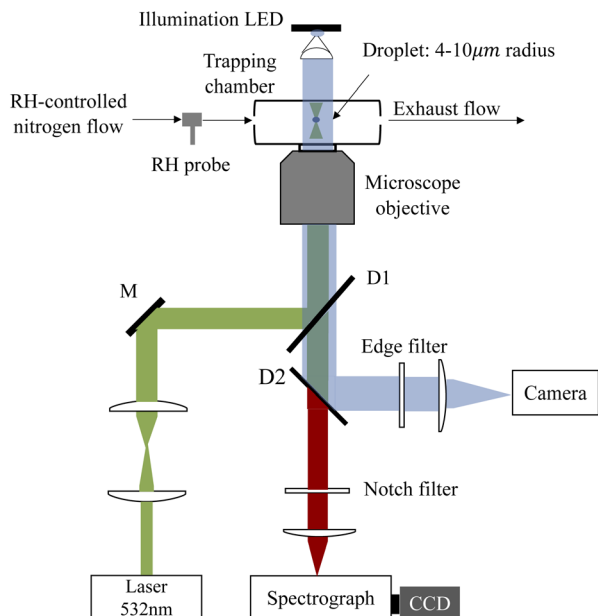 Illumination LED
Droplet: 4-10μm radius
Trapping
chamber
RH-controlled
nitrogen flow
Exhaust flow
RH probe
Microscope
objective
M
D1
D2
Edge filter
Camera
Notch filter
Laser
532nm
Spectrograph
CCD